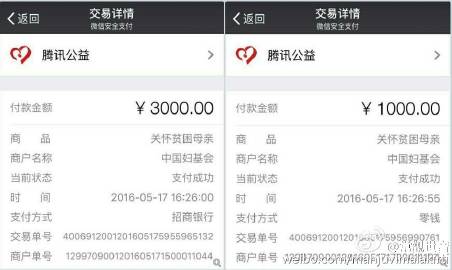 返回
交易详情
微信安全支付
腾讯公益
付款金额
¥ 3000.00
商 品 关怀贫困母亲
商户名称 中国妇基会
当前状态 支付成功
时 间 2016-05-17 16:26:00
支付方式 招商银行
交易单号 4006912001201605175955965132
商户单号 1299709001201605171500011044
返回
交易详情
微信安全支付
腾讯公益
付款金额
¥ 1000.00
商 品 关怀贫困母亲
商户名称 中国妇基会
当前状态 支付成功
时 间 2016-05-17 16:26:55
支付方式 零钱
交易单号
商户单号